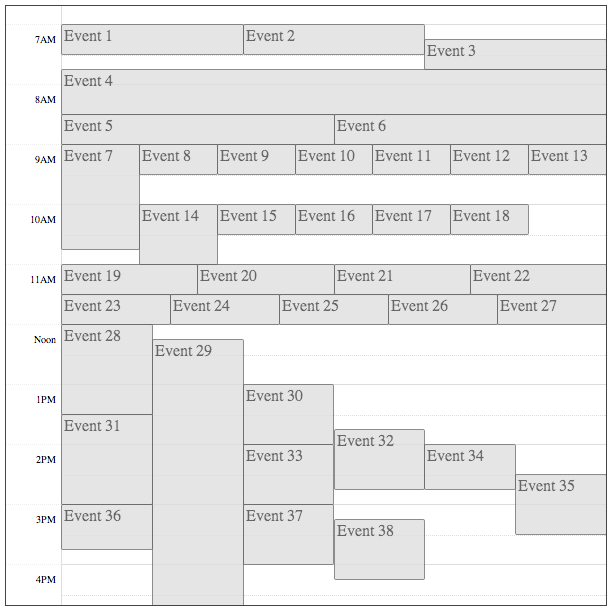 Event 1
Event 2
7AM
Event 3
Event 4
8AM
Event 5
Event 6
9AM
Event 7
Event 8
Event 9
Event 10
Event 11
Event 12
Event 13
10AM
Event 14
Event 15
Event 16
Event 17
Event 18
11AM
Event 19
Event 20
Event 21
Event 22
Event 23
Event 24
Event 25
Event 26
Event 27
Noon
Event 28
Event 29
1PM
Event 30
Event 31
Event 32
2PM
Event 33
Event 34
Event 35
3PM
Event 36
Event 37
Event 38
4PM